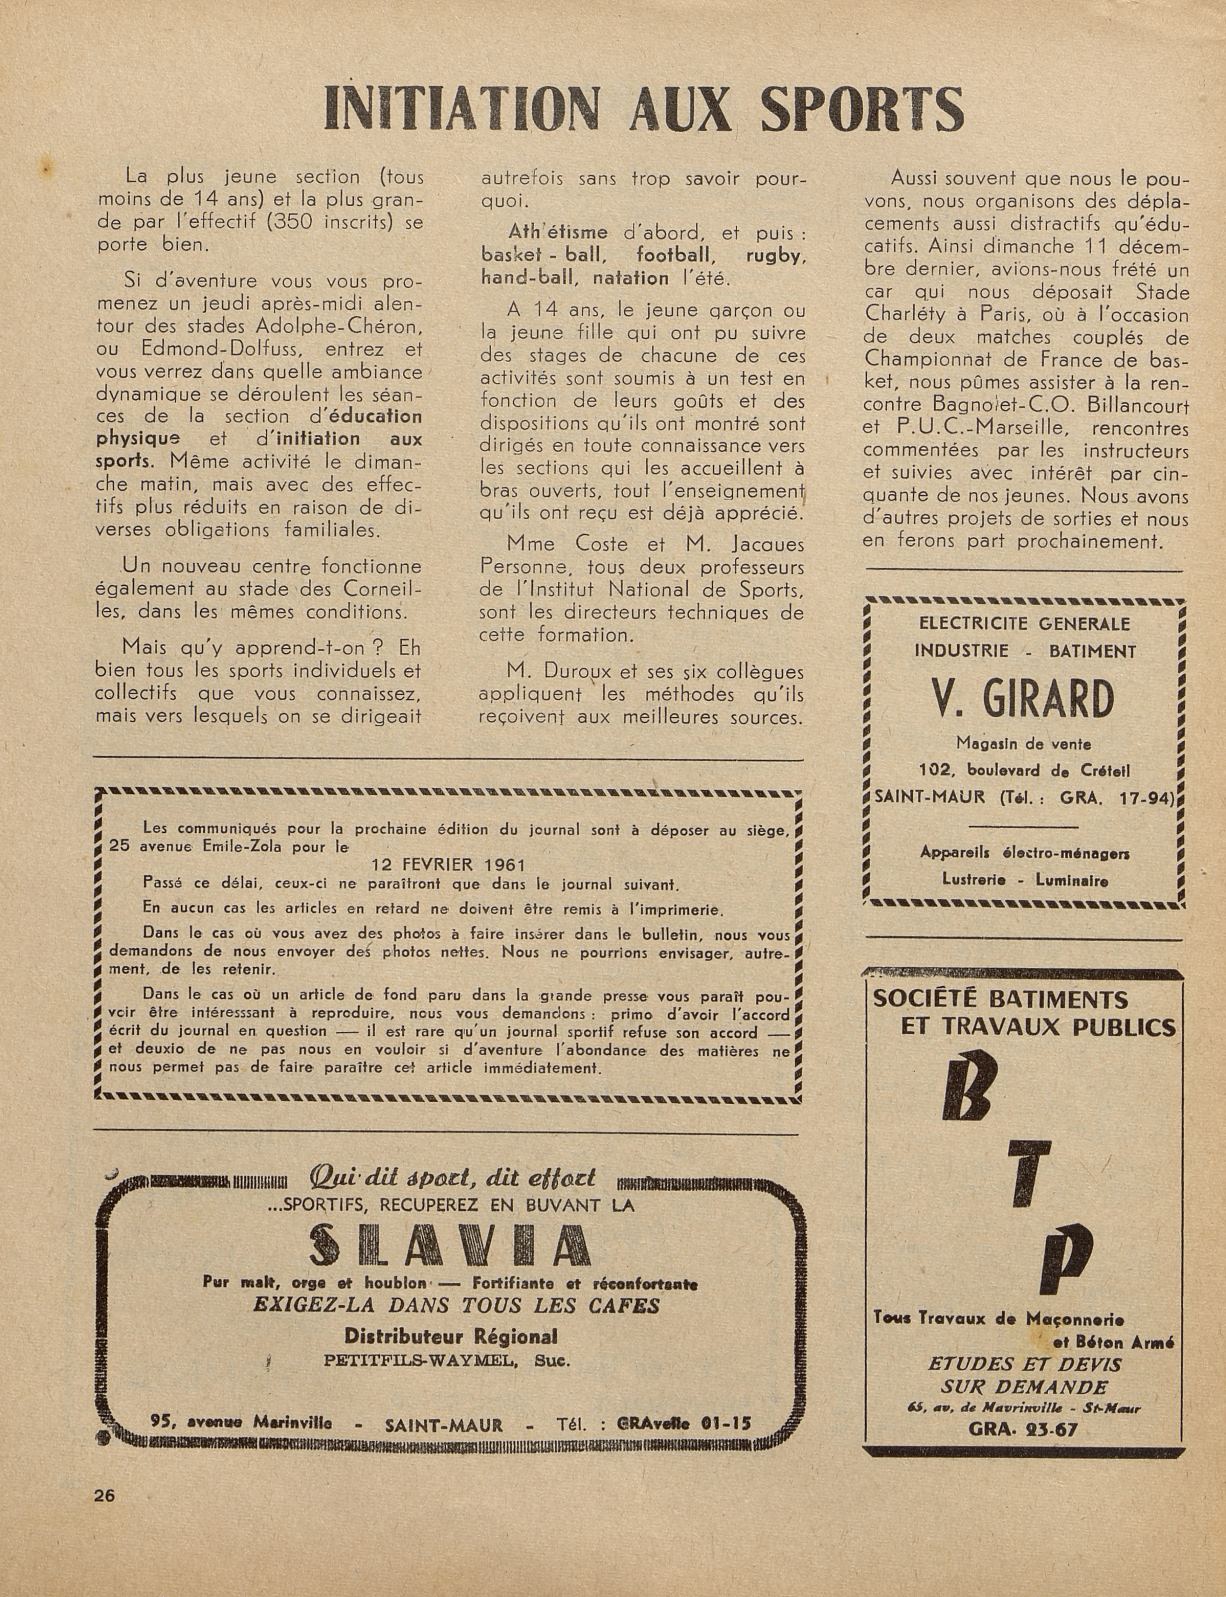 INITIATION AUX SPORTS
La plus jeune section (tous
moins de 14 ans) et la plus gran-
de par l'effectif (350 inscrits) se
porte bien.
Si d'aventure vous vous pro-
menez un jeudi après-midi alen-
tour des stades Adolphe-Chéron,
ou Edmond-Dolfuss, entrez et
vous verrez dans quelle ambiance
dynamique se déroulent les séan-
ces de la section d'éducation
physique et d'initiation aux
sports. Même activité le diman-
che matin, mais avec des effec-
tifs plus réduits en raison de di-
verses obligations familiales.
Un nouveau centre fonctionne
également au stade des Corneil-
les, dans les mêmes conditions.
Mais qu'y apprend-t-on ? Eh
bien tous les sports individuels et
collectifs que vous connaissez,
mais vers lesquels on se dirigeait
autrefois sans trop savoir pour-
quoi.
Ath'étisme d'abord, et puis :
basket - ball, football, rugby,
hand-ball, natation l'été.
A 14 ans, le jeune garçon ou
la jeune fille qui ont pu suivre
des stages de chacune de ces
activités sont soumis à un test en
fonction de leurs goûts et des
dispositions qu'ils ont montré sont
dirigés en toute connaissance vers
les sections qui les accueillent à
bras ouverts, tout l'enseignement
qu'ils ont reçu est déjà apprécié.
Mme Coste et M. Jacques
Personne, tous deux professeurs
de l'Institut National de Sports,
sont les directeurs techniques de
cette formation.
M. Duroux et ses six collègues
appliquent les méthodes qu'ils
reçoivent aux meilleures sources.
Aussi souvent que nous le pou-
vons, nous organisons des dépla-
cements aussi distractifs qu'édu-
catifs. Ainsi dimanche 11 décem-
bre dernier, avions-nous frété un
car qui nous déposait Stade
Charléty à Paris, où à l'occasion
de deux matches couplés de
Championnat de France de bas-
ket, nous pûmes assister à la ren-
contre Bagnolet-C.O. Billancourt
et P.U.C.-Marseille, rencontres
commentées par les instructeurs
et suivies avec intérêt par cin-
quante de nos jeunes. Nous avons
d'autres projets de sorties et nous
en ferons part prochainement.
Les communiqués pour la prochaine édition du journal sont à déposer au siège,
25 avenue Emile-Zola pour le
12 FEVRIER 1961
Passé ce délai, ceux-ci ne paraîtront que dans le journal suivant.
En aucun cas les articles en retard ne doivent être remis à l'imprimerie.
Dans le cas où vous avez des photos à faire insérer dans le bulletin, nous vous
demandons de nous envoyer des photos nettes. Nous ne pourrions envisager, autre-
ment, de les retenir.
Dans le cas où un article de fond paru dans la grande presse vous paraît pou-
voir être intéresssant à reproduire, nous vous demandons : primo d'avoir l'accord
écrit du journal en question — il est rare qu'un journal sportif refuse son accord —
et deuxio de ne pas nous en vouloir si d'aventure l'abondance des matières ne
nous permet pas de faire paraître cet article immédiatement.
Qui dit sport, dit effort
...SPORTIFS, RECUPEREZ EN BUVANT LA
SLAVIA
Pur malt, orge et houblon — Fortifiante et réconfortante
EXIGEZ-LA DANS TOUS LES CAFES
Distributeur Régional
PETITFILS-WAYMEL, Suc.
95, avenue Marinville - SAINT-MAUR - Tél. : GRAvelle 01-15
ELECTRICITE GENERALE
INDUSTRIE - BATIMENT
V. GIRARD
Magasin de vente
102, boulevard de Créteil
SAINT-MAUR (Tél. : GRA. 17-94)
Appareils électro-ménagers
Lustrerie - Luminaire
SOCIÉTÉ BATIMENTS
ET TRAVAUX PUBLICS
B
T
P
Tous Travaux de Maçonnerie
et Béton Armé
ETUDES ET DEVIS
SUR DEMANDE
65, av. de Mavrinville - St-Maur
GRA. 23-67
26